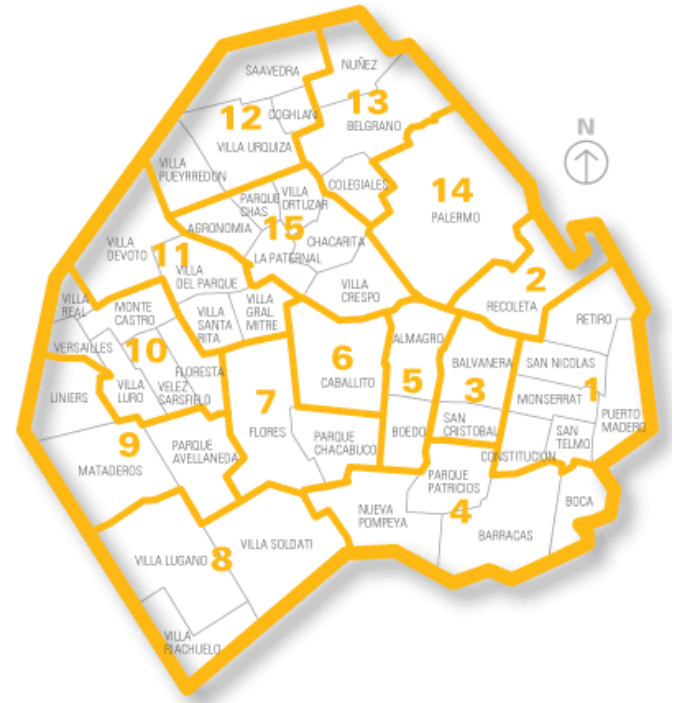 SAAVEDRA
NUÑEZ
12
COGHLAN
13
BELGRANO
VILLA URQUIZA
N
VILLA
PUEYRREDON
COLEGIALES
14
PALERMO
PARQUE
CHAS
VILLA
ORTUZAR
AGRONOMIA
15
CHACARITA
LA PATERNAL
VILLA
DEVOTO
11
VILLA
DEL PARQUE
VILLA
CRESPO
2
RECOLETA
VILLA
REAL
MONTE
CASTRO
VILLA
SANTA
RITA
VILLA
GRAL
MITRE
RETIRO
VERSAILLES
10
FLORESTA
6
CABALLITO
ALMAGRO
5
BALVANERA
3
SAN NICOLAS
1
MONSERRAT
LINIERS
VILLA
LURO
VELEZ
SARSFIELD
7
FLORES
PUERTO
MADERO
BOEDO
SAN
CRISTOBAL
SAN
TELMO
9
MATADEROS
PARQUE
AVELLANEDA
PARQUE
CHACABUCO
CONSTITUCION
PARQUE
PATRICIOS
4
NUEVA
POMPEYA
BOCA
BARRACAS
VILLA LUGANO
8
VILLA SOLDATI
VILLA
RIACHUELO